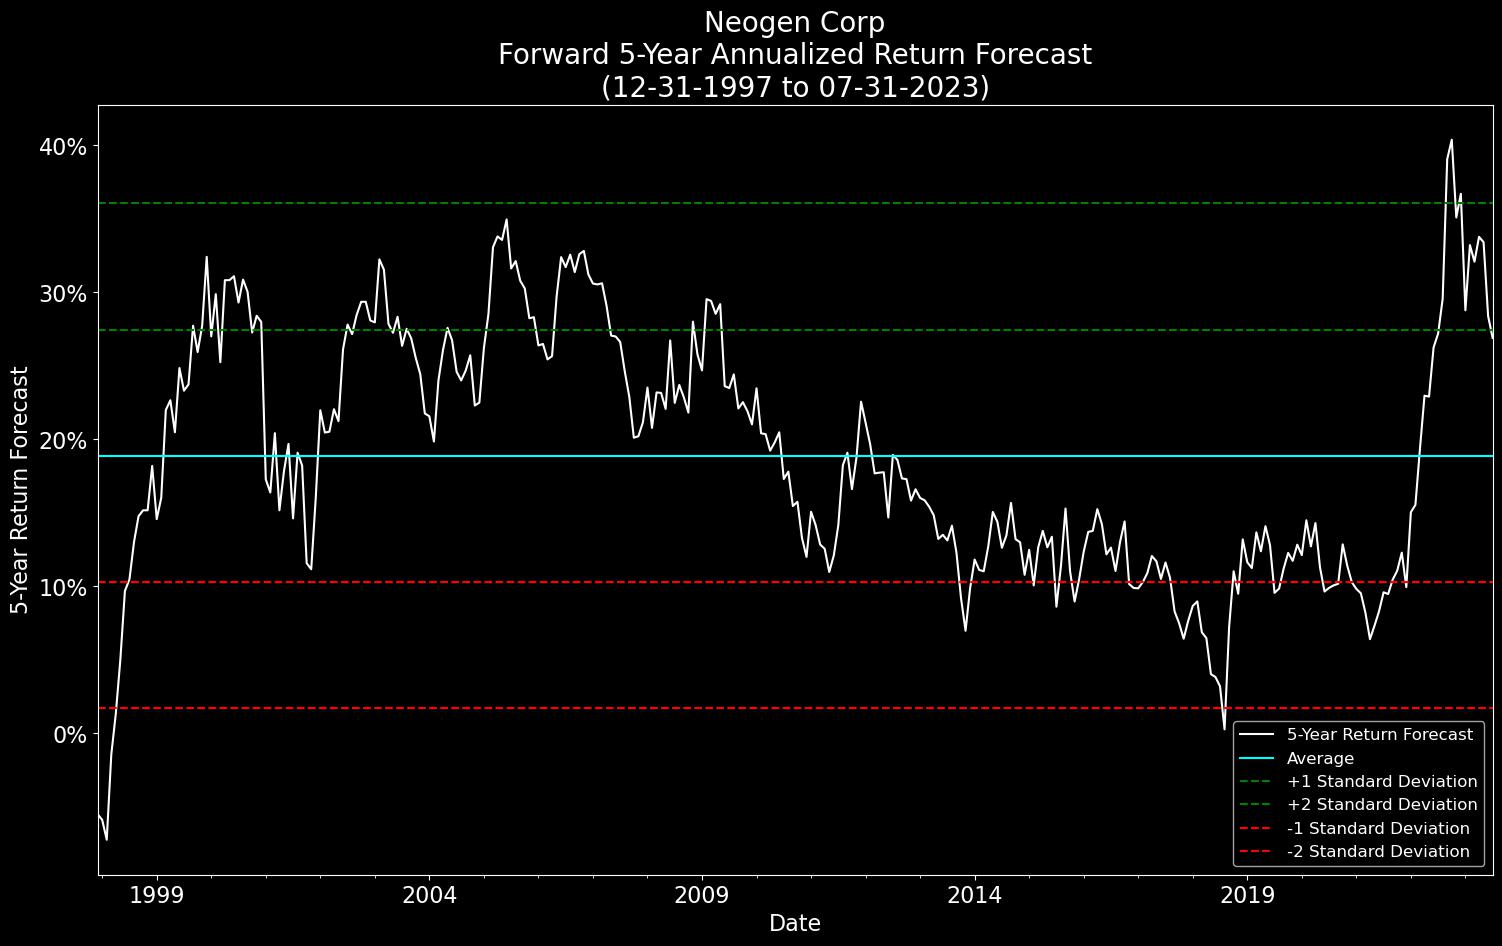 Neogen Corp
Forward 5-Year Annualized Return Forecast
(12-31-1997 to 07-31-2023)
40%
30%
20%
10%
0%
5-Year Return Forecast
1999
2004
2009
2014
2019
Date
5-Year Return Forecast
Average
+1 Standard Deviation
+2 Standard Deviation
-1 Standard Deviation
-2 Standard Deviation